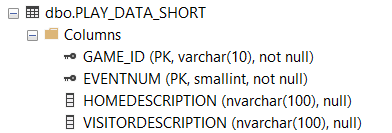 dbo.PLAY_DATA_SHORT
Columns
GAME_ID (PK, varchar(10), not null)
EVENTNUM (PK, smallint, not null)
HOMEDESCRIPTION (nvarchar(100), null)
VISITORDESCRIPTION (nvarchar(100), null)